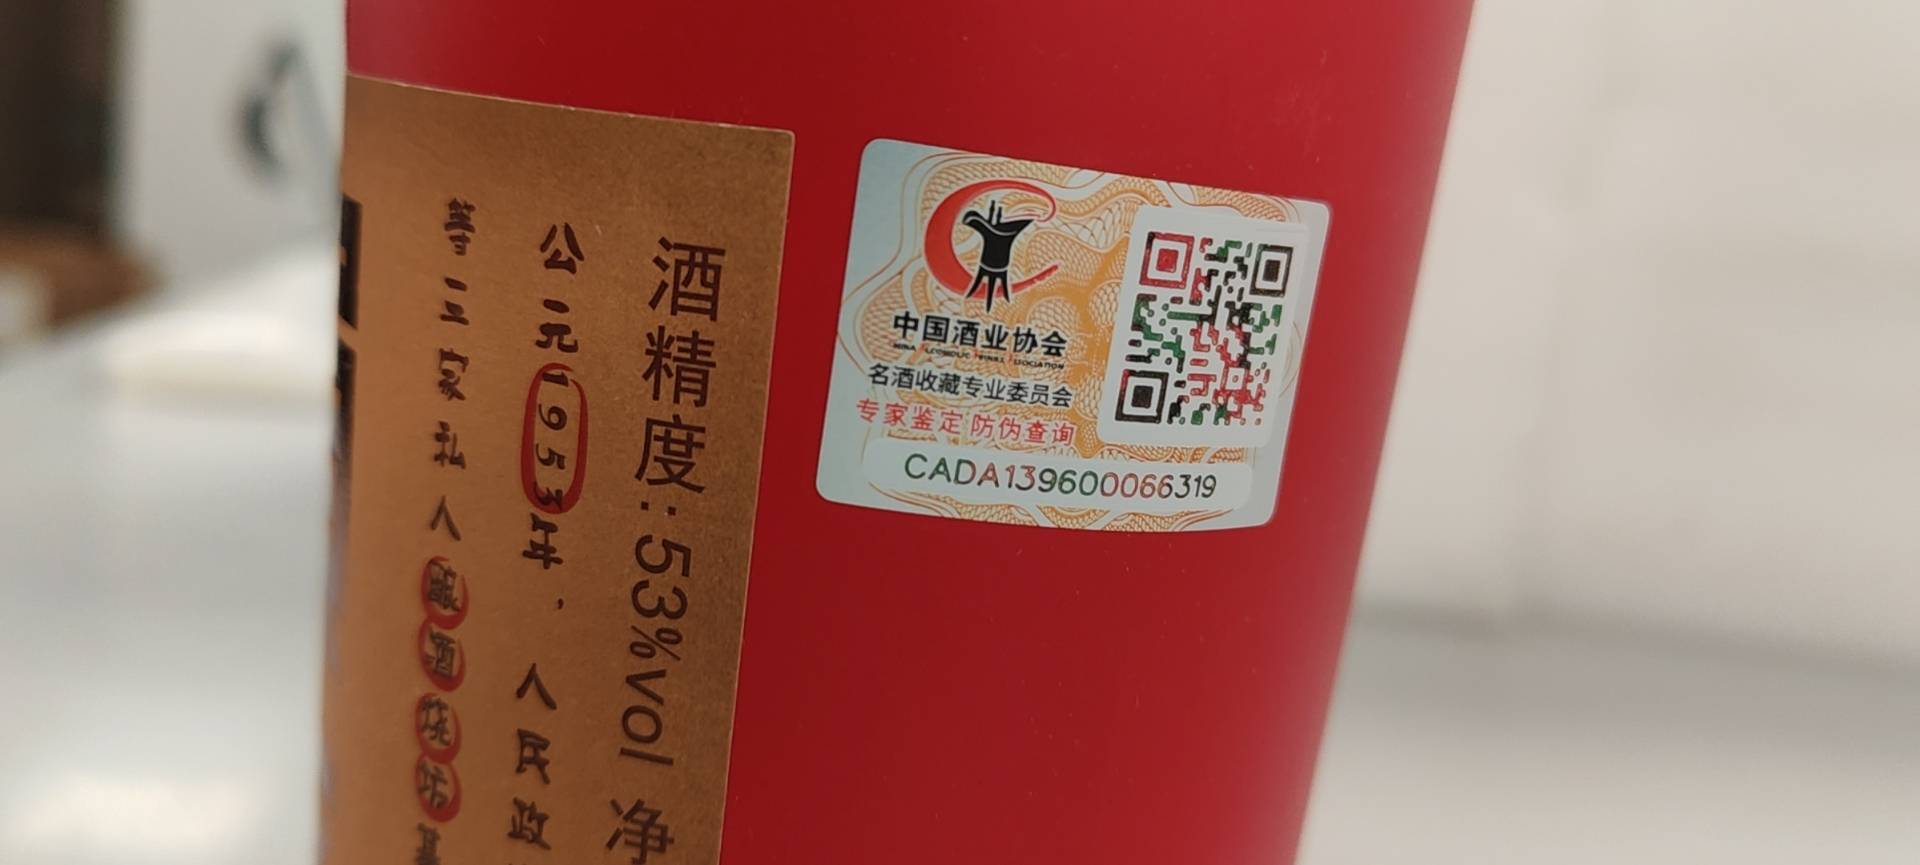 酒精度:53%vol 净
公元1953年，人民政
等三家私人酿酒烧坊基
中国酒业协会
名酒收藏专业委员会
专家鉴定 防伪查询
CADA139600066319